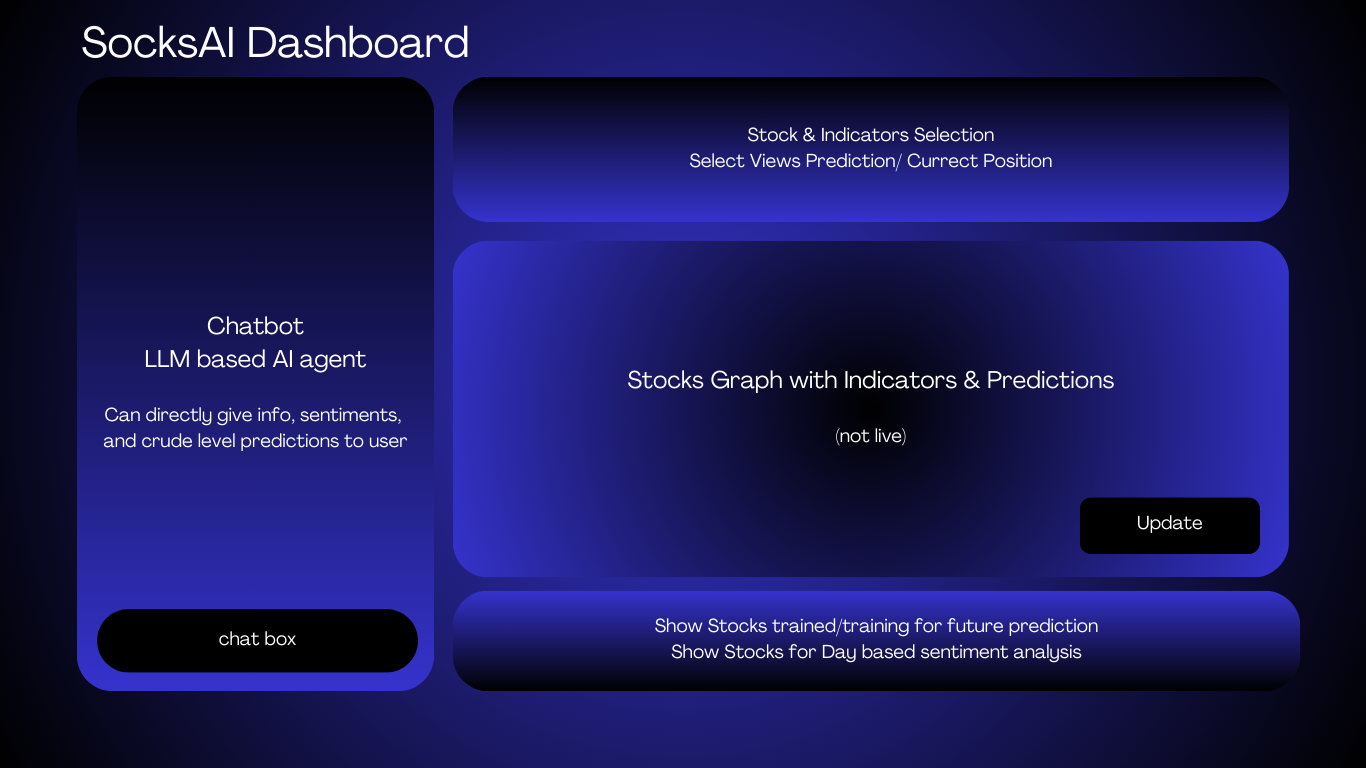 SocksAI Dashboard
Chatbot
LLM based AI agent
Can directly give info, sentiments,
and crude level predictions to user
chat box
Stock & Indicators Selection
Select Views Prediction/ Currect Position
Stocks Graph with Indicators & Predictions
(not live)
Update
Show Stocks trained/training for future prediction
Show Stocks for Day based sentiment analysis